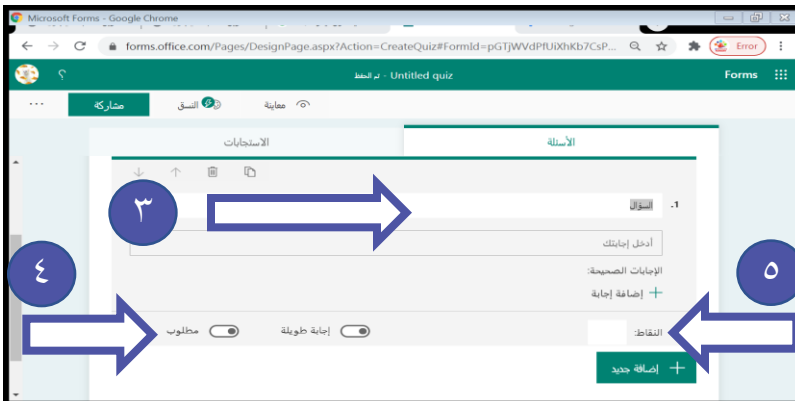 Microsoft Forms - Google Chrome
forms.office.com/Pages/DesignPage.aspx?Action=CreateQuiz#FormId=pGTjWVdPfUiXhKb7CsP...
Error
Forms
Untitled quiz - تم الحفظ
?
معاينة
النسق
مشاركة
...
الأسئلة
الاستجابات
1. السؤال
٣
أدخل إجابتك
الإجابات الصحيحة:
+ إضافة إجابة
٤
٥
النقاط:
إجابة طويلة
مطلوب
+ إضافة جديد